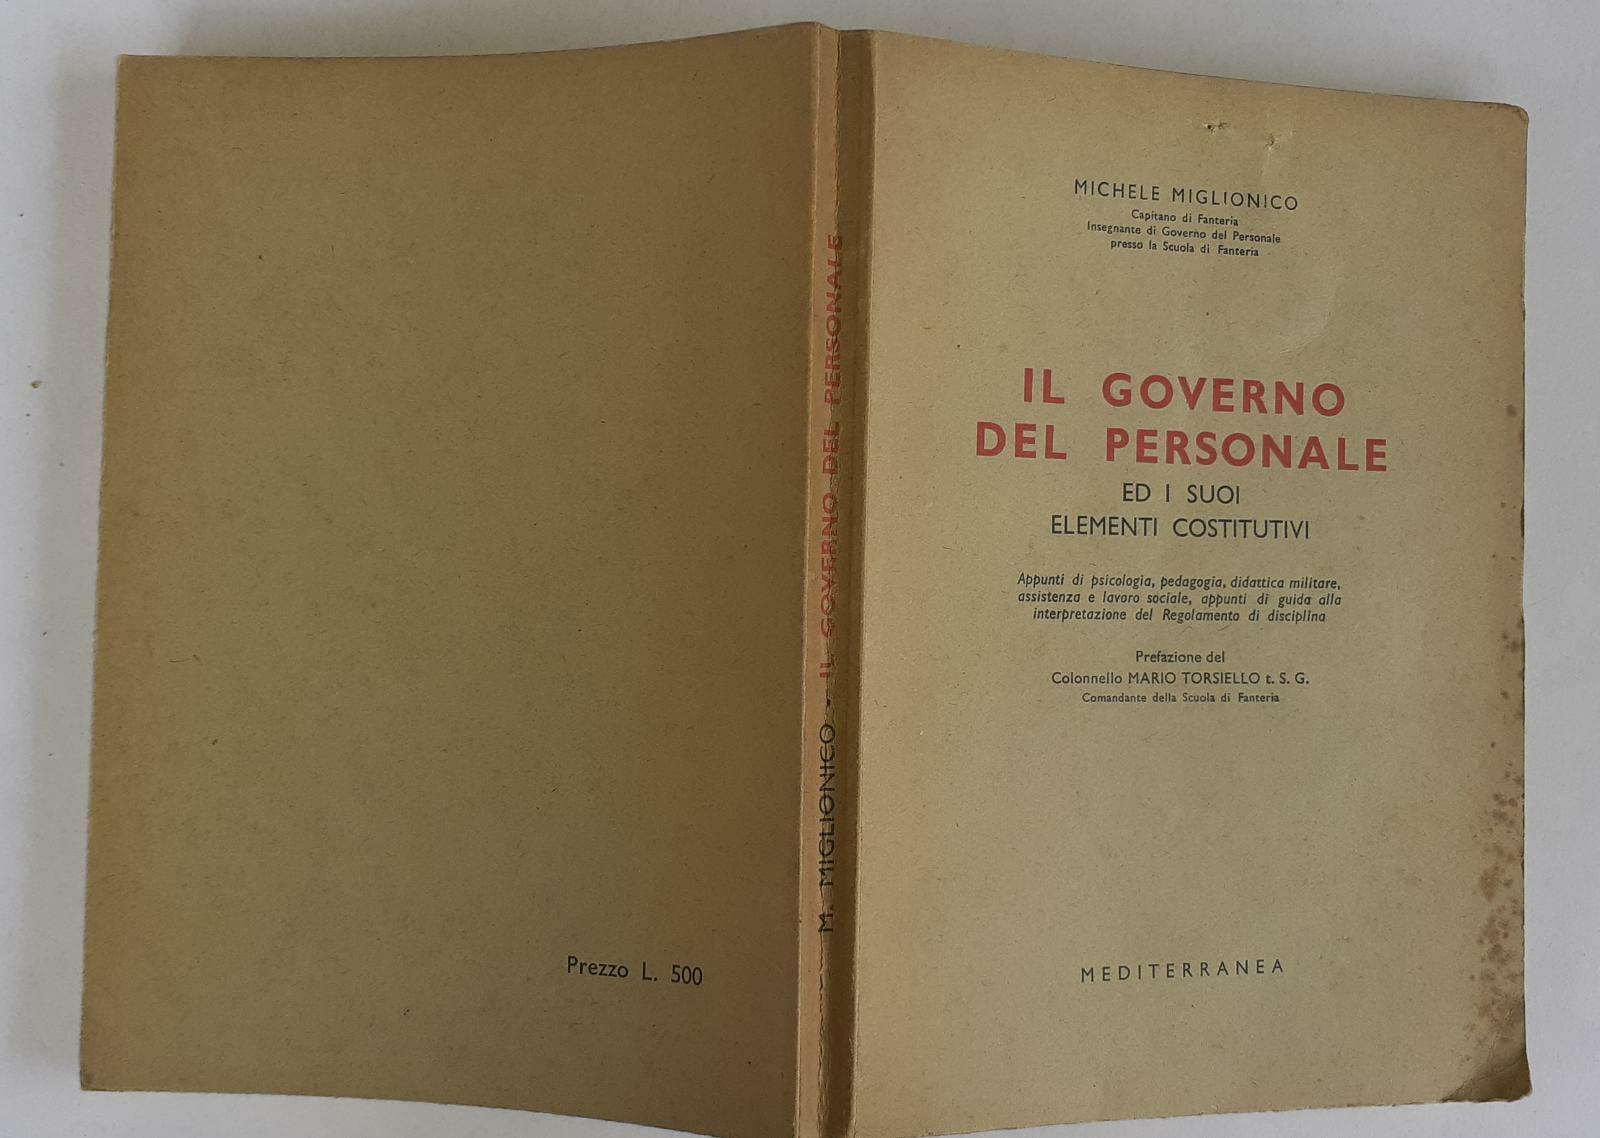 MICHELE MIGLIONICO
Capitano di Fanteria
Insegnante di Governo del Personale
presso la Scuola di Fanteria
IL GOVERNO
DEL PERSONALE
ED I SUOI
ELEMENTI COSTITUTIVI
Appunti di psicologia, pedagogia, didattica militare,
assistenza e lavoro sociale, appunti di guida alla
interpretazione del Regolamento di disciplina
Prefazione del
Colonnello MARIO TORSIELLO t. S. G.
Comandante della Scuola di Fanteria
MEDITERRANEA
M. MIGLIONICO - IL GOVERNO DEL PERSONALE
Prezzo L. 500